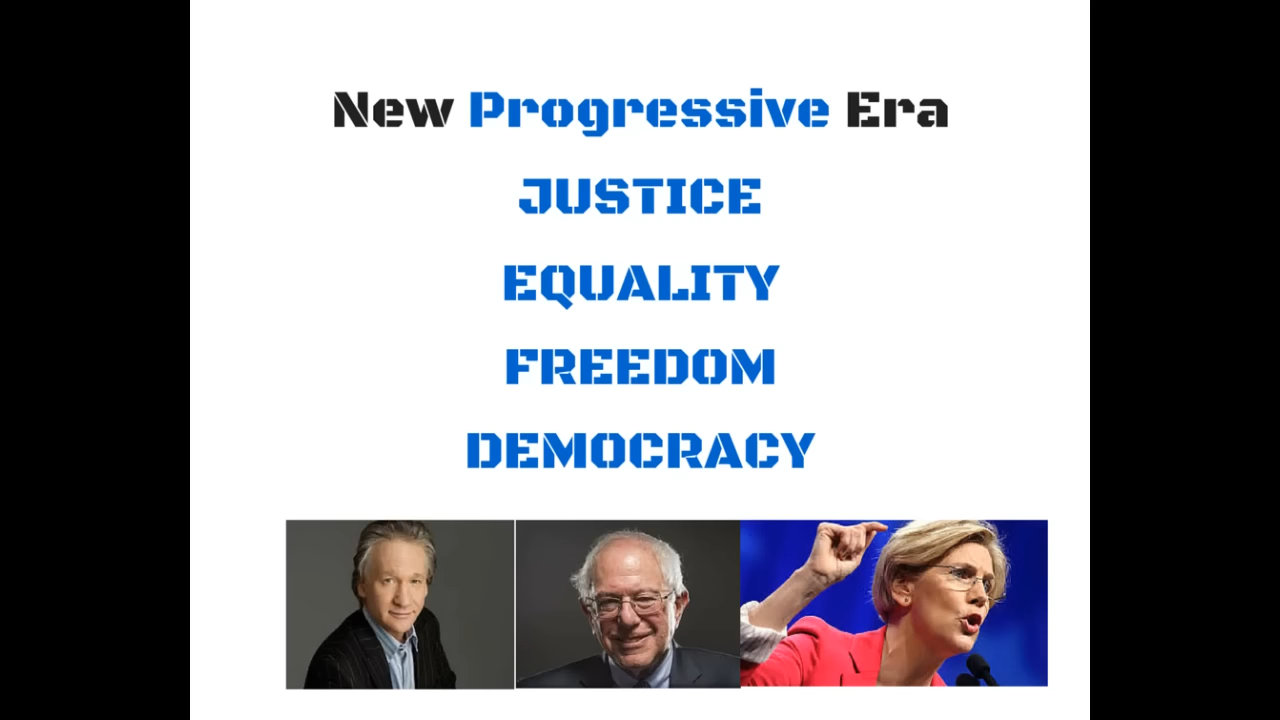 New Progressive Era
JUSTICE
EQUALITY
FREEDOM
DEMOCRACY